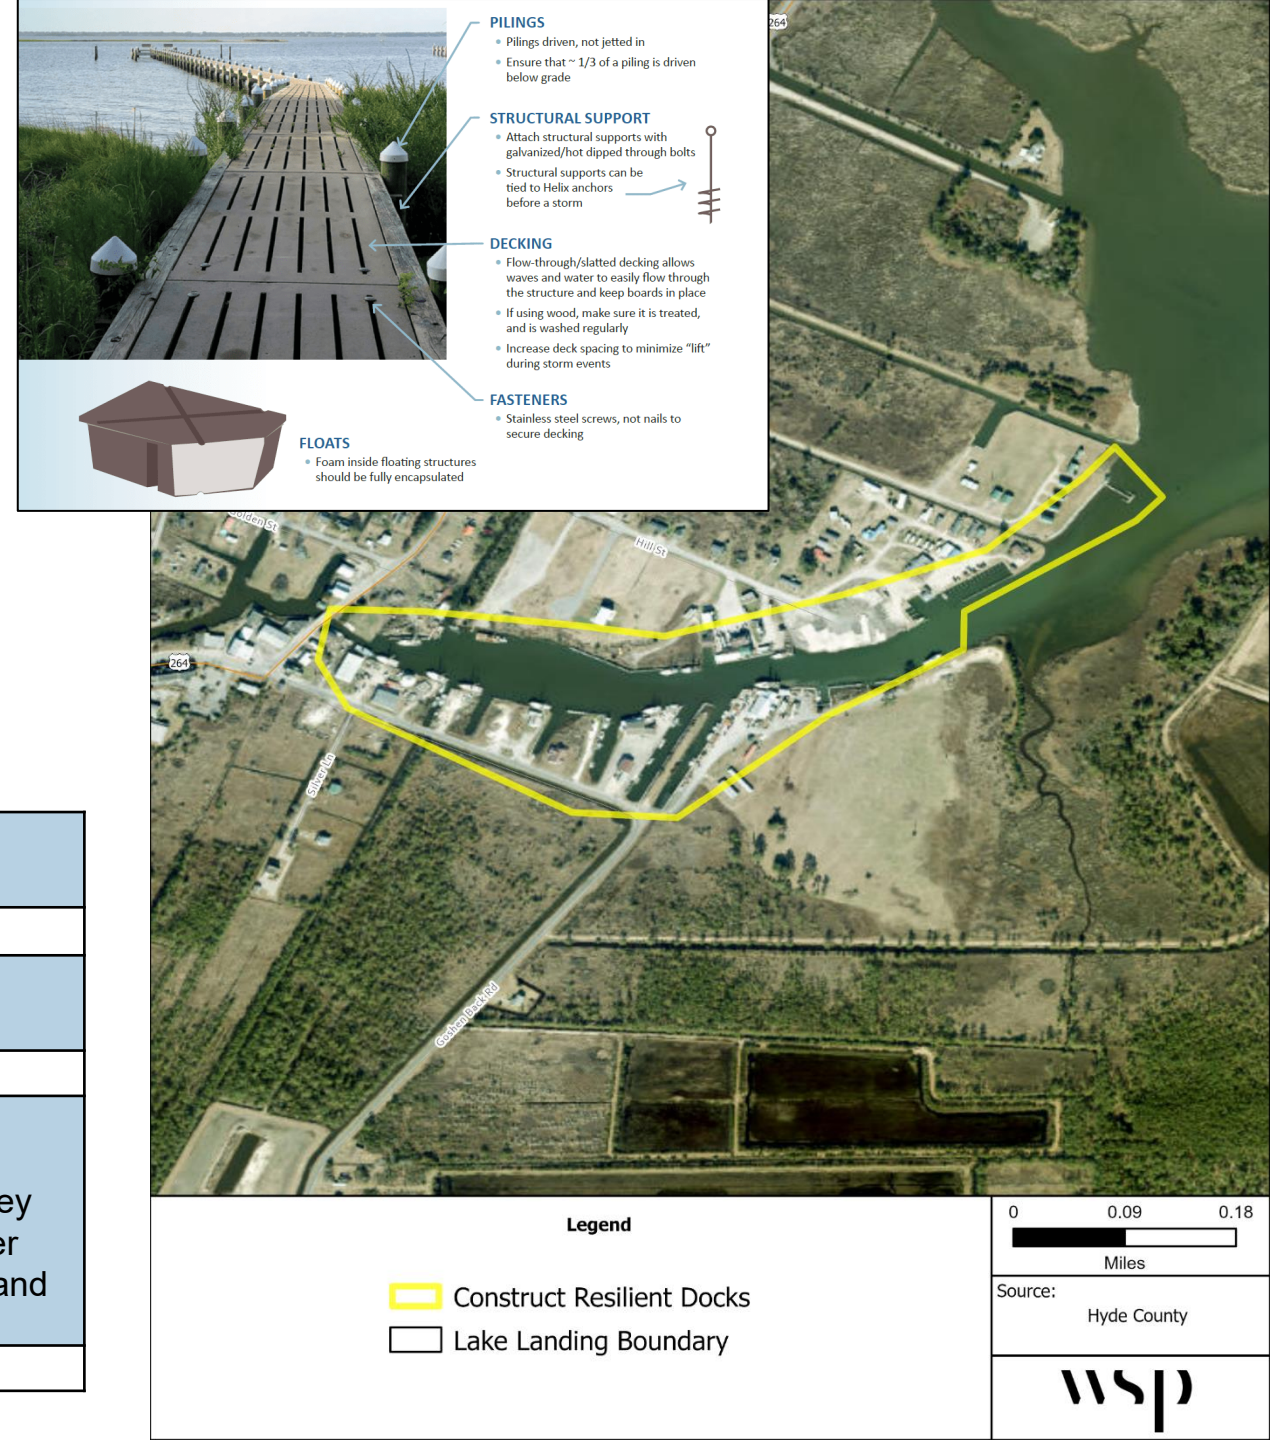 PILINGS
• Pilings driven, not jetted in
• Ensure that ~ 1/3 of a piling is driven
below grade
STRUCTURAL SUPPORT
• Attach structural supports with
galvanized/hot dipped through bolts
• Structural supports can be
tied to Helix anchors
before a storm
DECKING
• Flow-through/slatted decking allows
waves and water to easily flow through
the structure and keep boards in place
• If using wood, make sure it is treated,
and is washed regularly
• Increase deck spacing to minimize “lift”
during storm events
FASTENERS
• Stainless steel screws, not nails to
secure decking
FLOATS
• Foam inside floating structures
should be fully encapsulated
264
Hill St
264
Silver Ln
Goshen Back Rd
ey
er
and
Legend
Construct Resilient Docks
Lake Landing Boundary
0 0.09 0.18
Miles
Source:
Hyde County
wsp